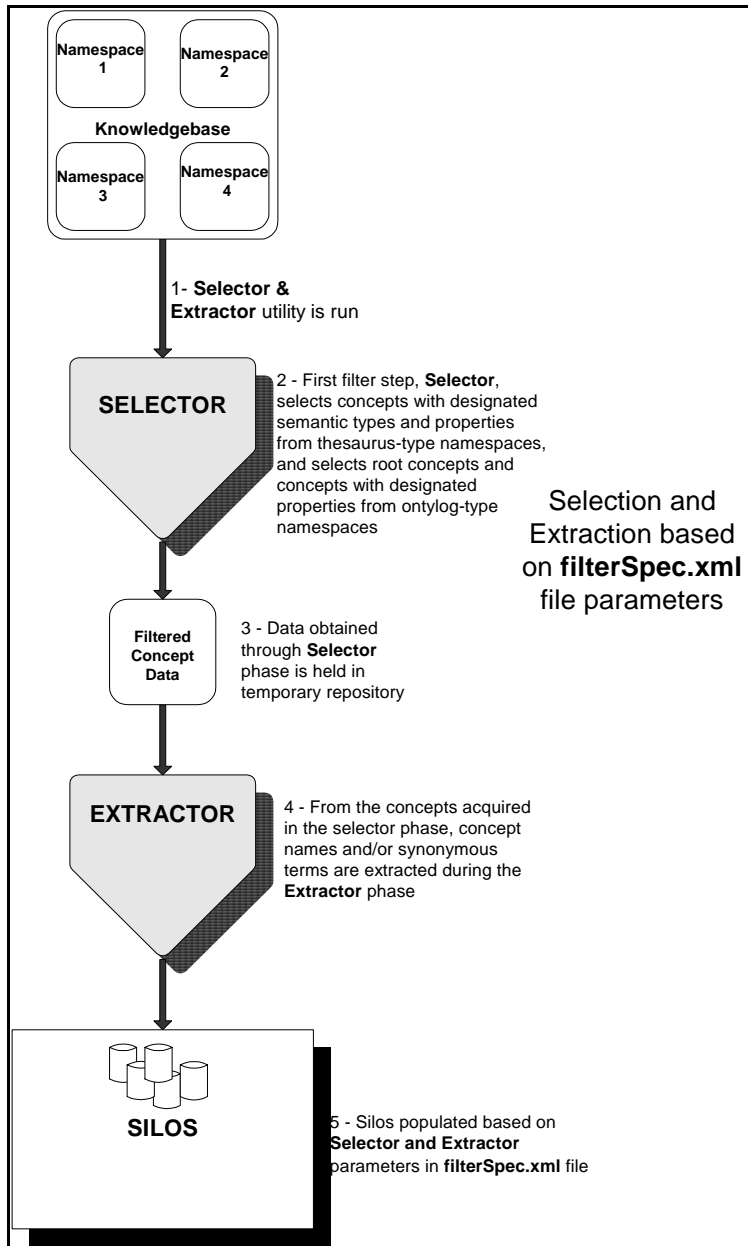 Namespace
1
Namespace
2
Knowledgebase
Namespace
3
Namespace
4
1- Selector &
Extractor utility is run
SELECTOR
2 - First filter step, Selector,
selects concepts with designated
semantic types and properties
from thesaurus-type namespaces,
and selects root concepts and
concepts with designated
properties from ontylog-type
namespaces
Selection and
Extraction based
on filterSpec.xml
file parameters
Filtered
Concept
Data
3 - Data obtained
through Selector
phase is held in
temporary repository
EXTRACTOR
4 - From the concepts acquired
in the selector phase, concept
names and/or synonymous
terms are extracted during the
Extractor phase
SILOS
5 - Silos populated based on
Selector and Extractor
parameters in filterSpec.xml file